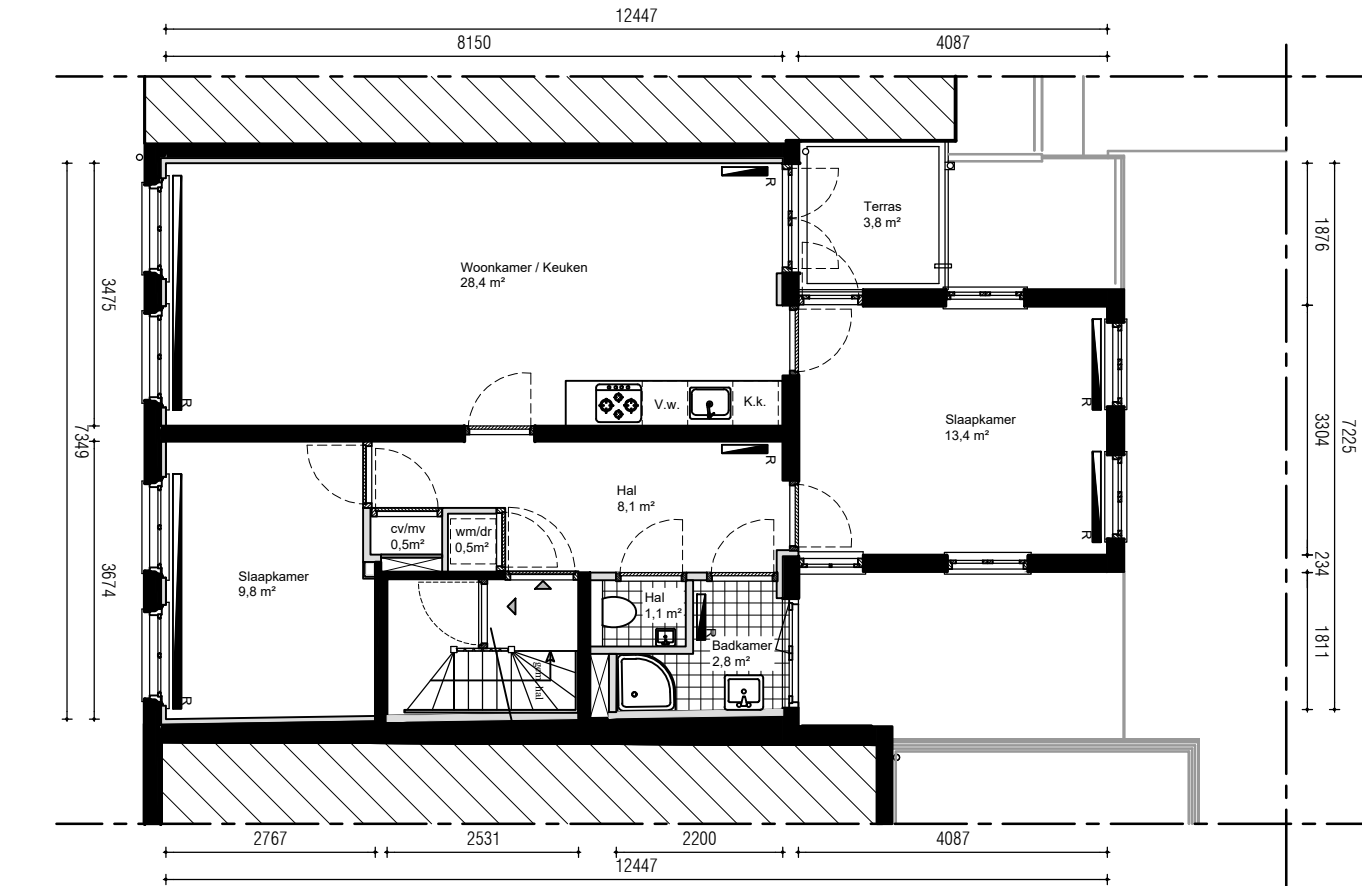 12447
8150
4087
Terras
3,8 m²
R
1876
Woonkamer / Keuken
28,4 m²
3475
V.w.
K.k.
R
R
7349
Slaapkamer
13,4 m²
3304
7225
R
Hal
8,1 m²
R
cv/mv
0,5m²
wm/dr
0,5m²
234
Slaapkamer
9,8 m²
3674
Hal
1,1 m²
R
Badkamer
2,8 m²
1811
gem. hal
R
2767
2531
2200
4087
12447